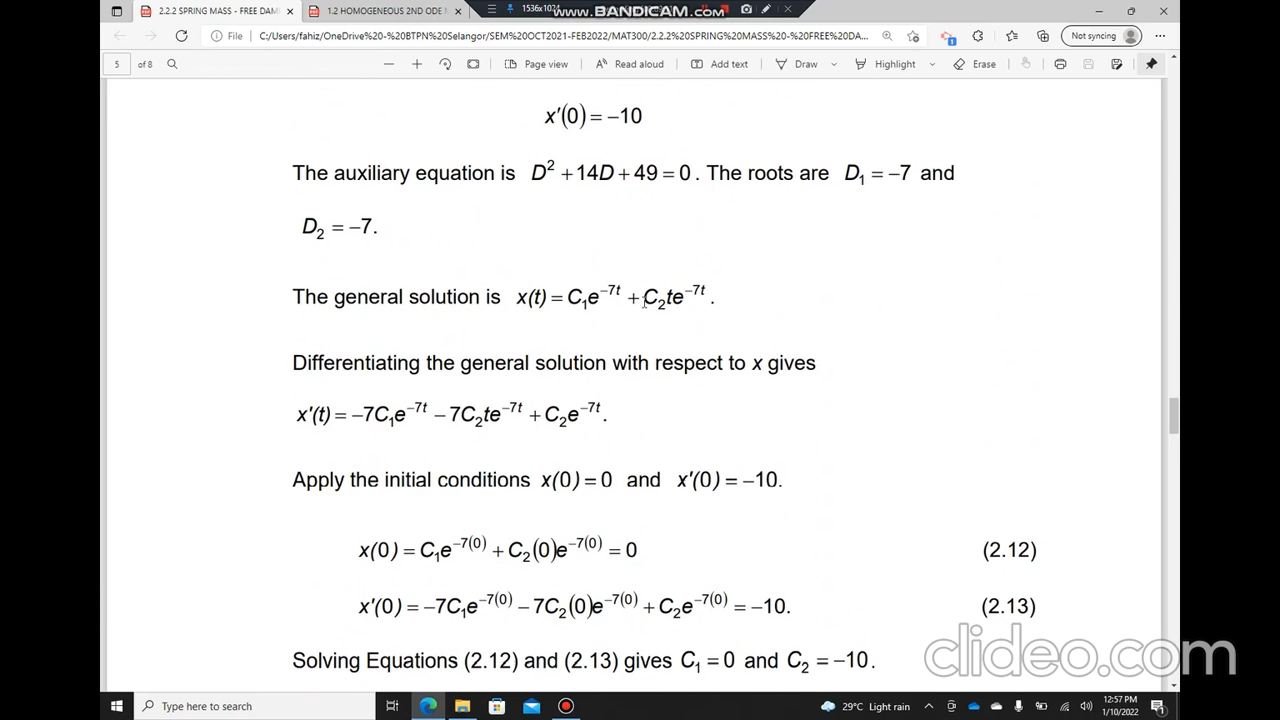 2.2.2 SPRING MASS - FREE DAM
1.2 HOMOGENEOUS 2ND ODE M
1536x1024
www.BANDICAM.com
File
C:/Users/fahiz/OneDrive%20-%20BTPN%20Selangor/SEM%20OCT2021-FEB2022/MAT300/2.2.2%20SPRING%20MASS%20-%20FREE%20DA...
Not syncing
5 of 8
Page view
Read aloud
Add text
Draw
Highlight
Erase
x'(0) = −10
The auxiliary equation is D² + 14D + 49 = 0. The roots are D₁ = −7 and
D₂ = −7.
The general solution is x(t) = C₁e⁻⁷ᵗ + C₂te⁻⁷ᵗ.
Differentiating the general solution with respect to x gives
x'(t) = −7C₁e⁻⁷ᵗ − 7C₂te⁻⁷ᵗ + C₂e⁻⁷ᵗ.
Apply the initial conditions x(0) = 0 and x'(0) = −10.
x(0) = C₁e⁻⁷⁽⁰⁾ + C₂(0)e⁻⁷⁽⁰⁾ = 0 (2.12)
x'(0) = −7C₁e⁻⁷⁽⁰⁾ − 7C₂(0)e⁻⁷⁽⁰⁾ + C₂e⁻⁷⁽⁰⁾ = −10. (2.13)
Solving Equations (2.12) and (2.13) gives C₁ = 0 and C₂ = −10.
clideo.com
Type here to search
29°C Light rain
12:57 PM
1/10/2022